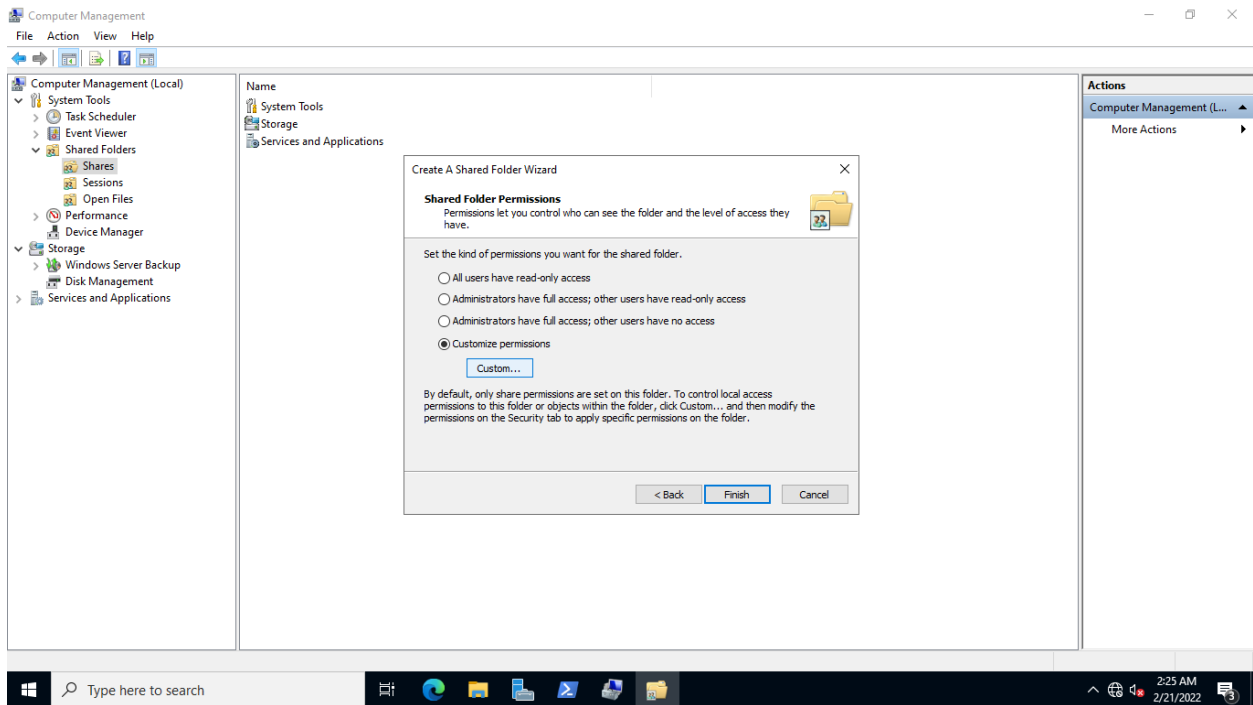 Computer Management
File Action View Help
Computer Management (Local)
System Tools
Task Scheduler
Event Viewer
Shared Folders
Shares
Sessions
Open Files
Performance
Device Manager
Storage
Windows Server Backup
Disk Management
Services and Applications
Name
System Tools
Storage
Services and Applications
Actions
Computer Management (L...
More Actions
Create A Shared Folder Wizard
Shared Folder Permissions
Permissions let you control who can see the folder and the level of access they
have.
Set the kind of permissions you want for the shared folder.
All users have read-only access
Administrators have full access; other users have read-only access
Administrators have full access; other users have no access
Customize permissions
Custom...
By default, only share permissions are set on this folder. To control local access
permissions to this folder or objects within the folder, click Custom... and then modify the
permissions on the Security tab to apply specific permissions on the folder.
< Back Finish Cancel
Type here to search
2:25 AM
2/21/2022
3